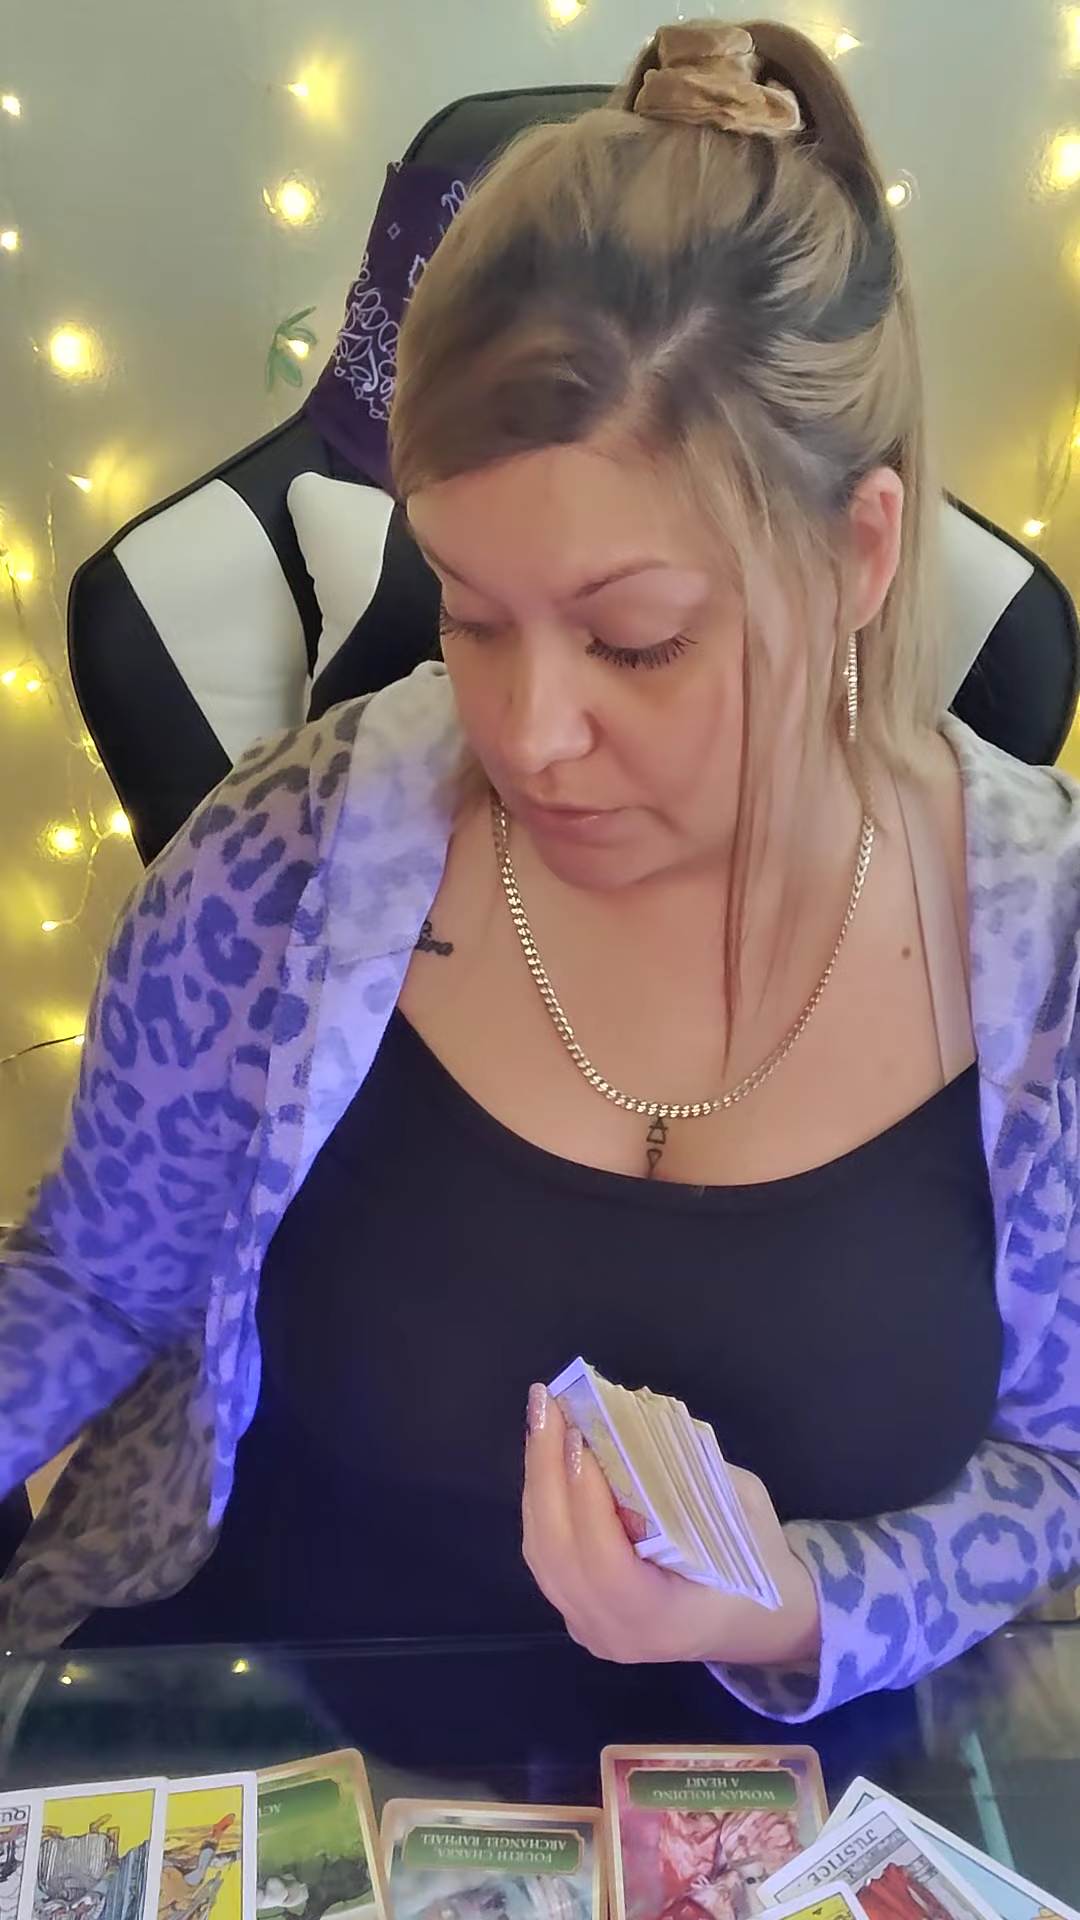 WOMAN HOLDING
A HEART
FOURTH CHAKRA,
ARCHANGEL RAPHAEL
JUSTICE